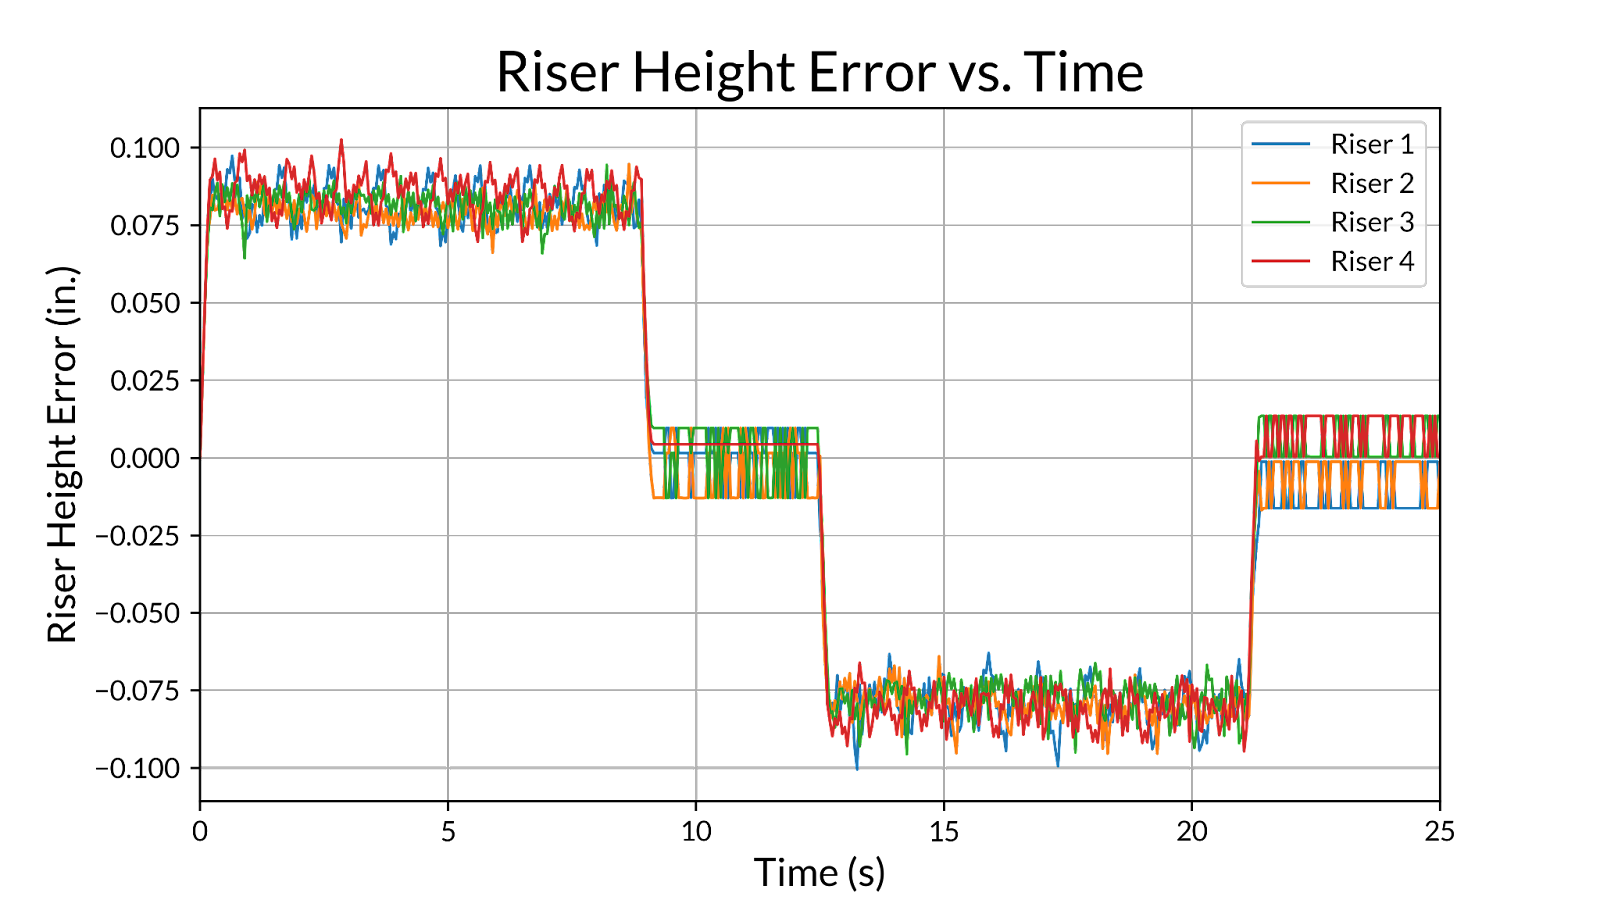 Riser Height Error vs. Time
Riser Height Error (in.)
0.100
0.075
0.050
0.025
0.000
−0.025
−0.050
−0.075
−0.100
Riser 1
Riser 2
Riser 3
Riser 4
0 5 10 15 20 25
Time (s)